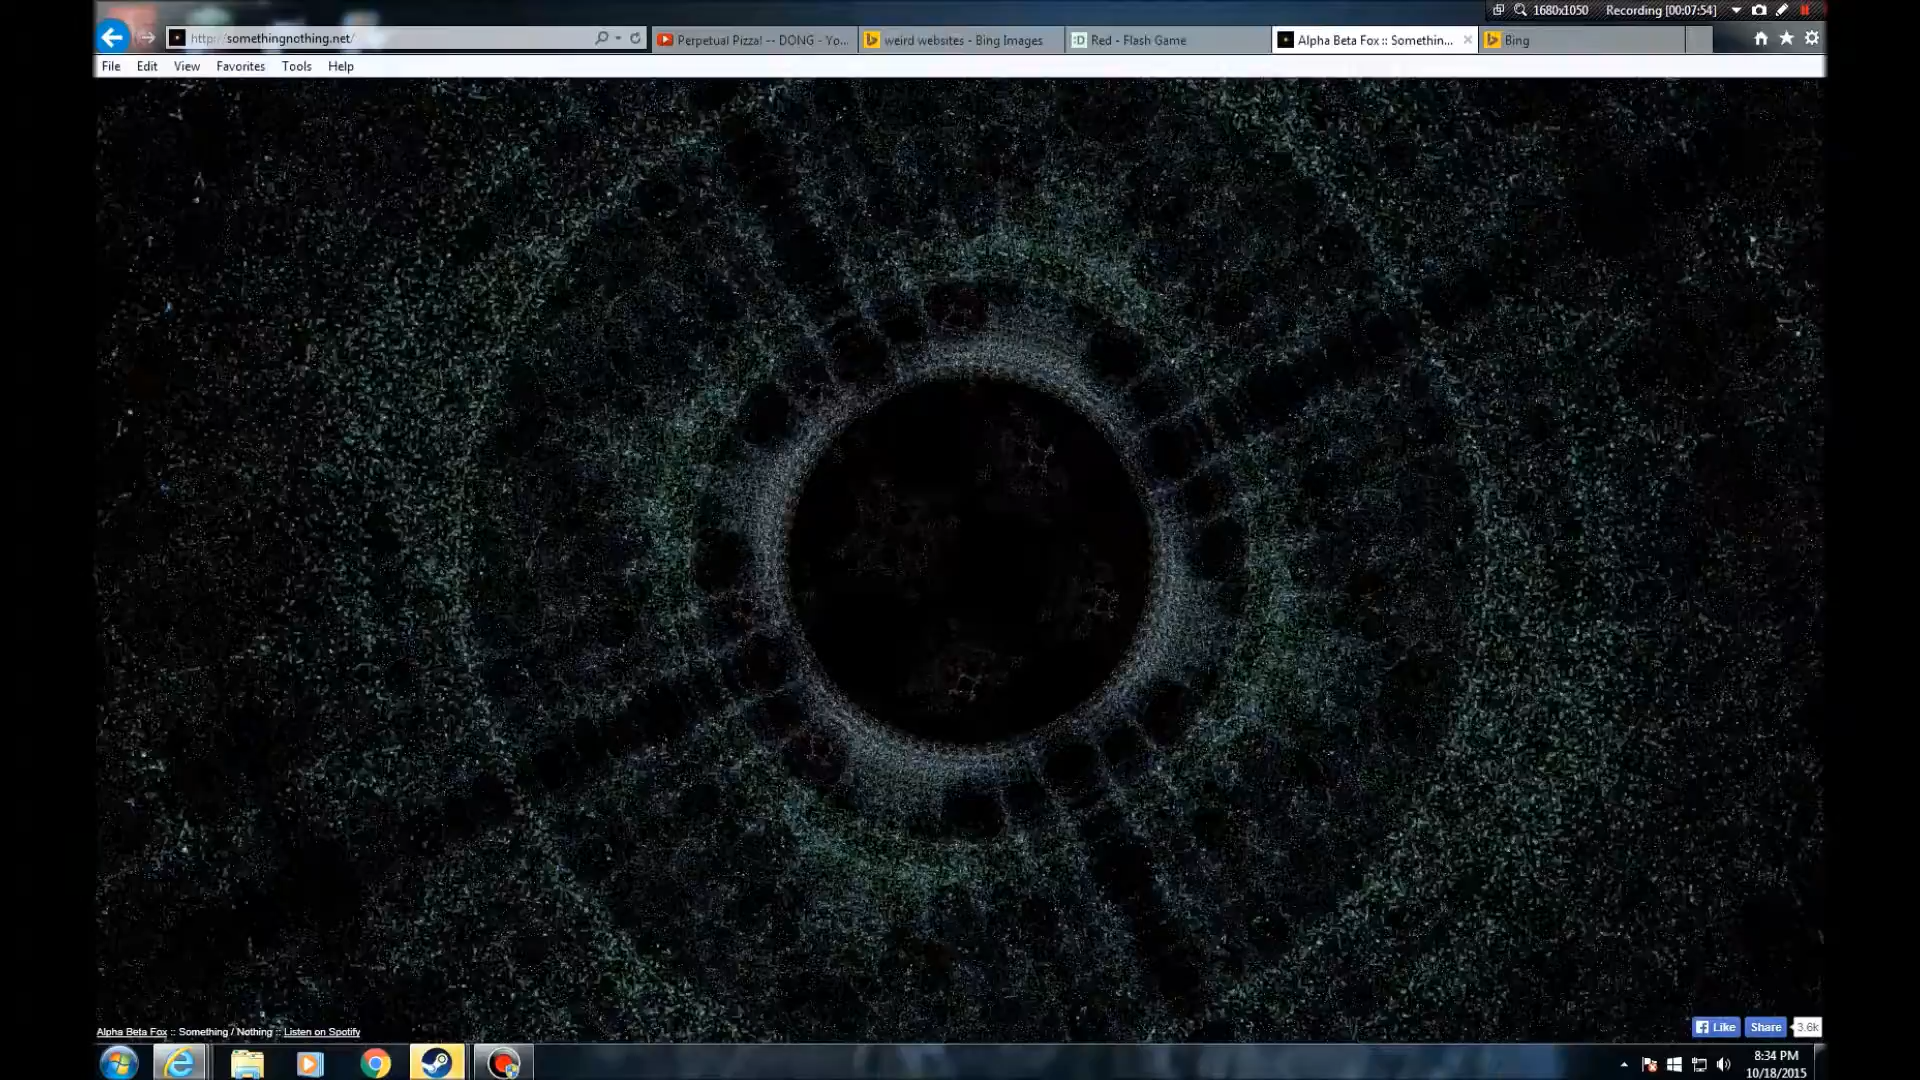 1680x1050 Recording [00:07:54]
http://somethingnothing.net/
Perpetual Pizza! -- DONG - Yo...
weird websites - Bing Images
Red - Flash Game
Alpha Beta Fox :: Somethin...
Bing
File Edit View Favorites Tools Help
Alpha Beta Fox :: Something / Nothing :: Listen on Spotify
Like Share 3.6k
8:34 PM
10/18/2015